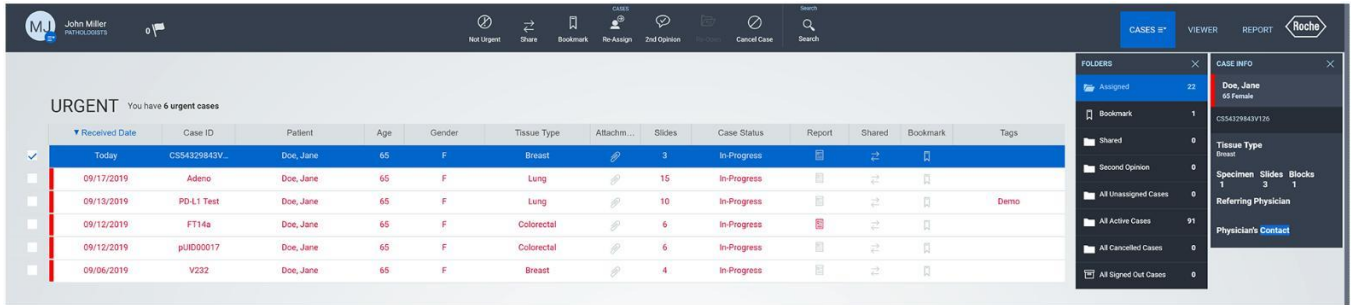 MJ
John Miller
PATHOLOGISTS
0
CASES
Not Urgent
Share
Bookmark
Re-Assign
2nd Opinion
Cancel Case
Search
Search
CASES
VIEWER
REPORT
Roche
URGENT You have 6 urgent cases
Received Date Case ID Patient Age Gender Tissue Type Attachm... Slides Case Status Report Shared Bookmark Tags
Today CS54329843V... Doe, Jane 65 F Breast 3 In-Progress
09/17/2019 Adeno Doe, Jane 65 F Lung 15 In-Progress
09/13/2019 PD-L1 Test Doe, Jane 65 F Lung 10 In-Progress Demo
09/12/2019 FT14a Doe, Jane 65 F Colorectal 6 In-Progress
09/12/2019 pUID00017 Doe, Jane 65 F Colorectal 6 In-Progress
09/06/2019 V232 Doe, Jane 65 F Breast 4 In-Progress
FOLDERS
Assigned 22
Bookmark 1
Shared 0
Second Opinion 0
All Unassigned Cases 0
All Active Cases 91
All Cancelled Cases 0
All Signed Out Cases 0
CASE INFO
Doe, Jane
65 Female
CS54329843V126
Tissue Type
Breast
Specimen Slides Blocks
1 3 1
Referring Physician
Physician's Contact